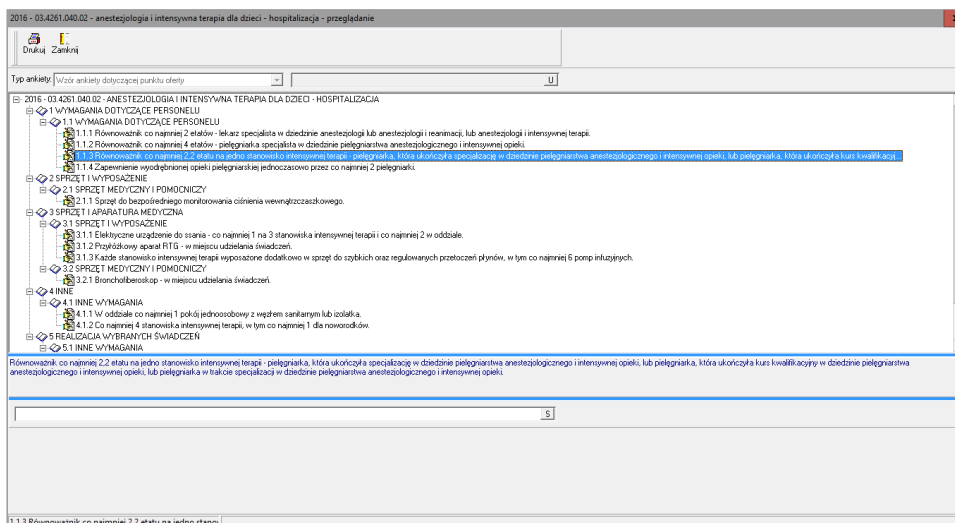 2016 - 03.4261.040.02 - anestezjologia i intensywna terapia dla dzieci - hospitalizacja - przeglądanie
Drukuj Zamknij
Typ ankiety: Wzór ankiety dotyczącej punktu oferty U
2016 - 03.4261.040.02 - ANESTEZJOLOGIA I INTENSYWNA TERAPIA DLA DZIECI - HOSPITALIZACJA
1 WYMAGANIA DOTYCZĄCE PERSONELU
1.1 WYMAGANIA DOTYCZĄCE PERSONELU
1.1.1 Równoważnik co najmniej 2 etatów - lekarz specjalista w dziedzinie anestezjologii lub anestezjologii i reanimacji, lub anestezjologii i intensywnej terapii.
1.1.2 Równoważnik co najmniej 4 etatów - pielęgniarka specjalista w dziedzinie pielęgniarstwa anestezjologicznego i intensywnej opieki.
1.1.3 Równoważnik co najmniej 2,2 etatu na jedno stanowisko intensywnej terapii - pielęgniarka, która ukończyła specjalizację w dziedzinie pielęgniarstwa anestezjologicznego i intensywnej opieki, lub pielęgniarka, która ukończyła kurs kwalifikacyj...
1.1.4 Zapewnienie wyodrębnionej opieki pielęgniarskiej jednoczasowo przez co najmniej 2 pielęgniarki.
2 SPRZĘT I WYPOSAŻENIE
2.1 SPRZĘT MEDYCZNY I POMOCNICZY
2.1.1 Sprzęt do bezpośredniego monitorowania ciśnienia wewnątrzczaszkowego.
3 SPRZĘT I APARATURA MEDYCZNA
3.1 SPRZĘT I WYPOSAŻENIE
3.1.1 Elektryczne urządzenie do ssania - co najmniej 1 na 3 stanowiska intensywnej terapii i co najmniej 2 w oddziale.
3.1.2 Przyłóżkowy aparat RTG - w miejscu udzielania świadczeń.
3.1.3 Każde stanowisko intensywnej terapii wyposażone dodatkowo w sprzęt do szybkich oraz regulowanych przetoczeń płynów, w tym co najmniej 6 pomp infuzyjnych.
3.2 SPRZĘT MEDYCZNY I POMOCNICZY
3.2.1 Bronchofiberoskop - w miejscu udzielania świadczeń.
4 INNE
4.1 INNE WYMAGANIA
4.1.1 W oddziale co najmniej 1 pokój jednoosobowy z węzłem sanitarnym lub izolatka.
4.1.2 Co najmniej 4 stanowiska intensywnej terapii, w tym co najmniej 1 dla noworodków.
5 REALIZACJA WYBRANYCH ŚWIADCZEŃ
5.1 INNE WYMAGANIA
Równoważnik co najmniej 2,2 etatu na jedno stanowisko intensywnej terapii - pielęgniarka, która ukończyła specjalizację w dziedzinie pielęgniarstwa anestezjologicznego i intensywnej opieki, lub pielęgniarka, która ukończyła kurs kwalifikacyjny w dziedzinie pielęgniarstwa
anestezjologicznego i intensywnej opieki, lub pielęgniarka w trakcie specjalizacji w dziedzinie pielęgniarstwa anestezjologicznego i intensywnej opieki.
S
1.1.3 Równoważnik co najmniej 2,2 etatu na jedno stanow